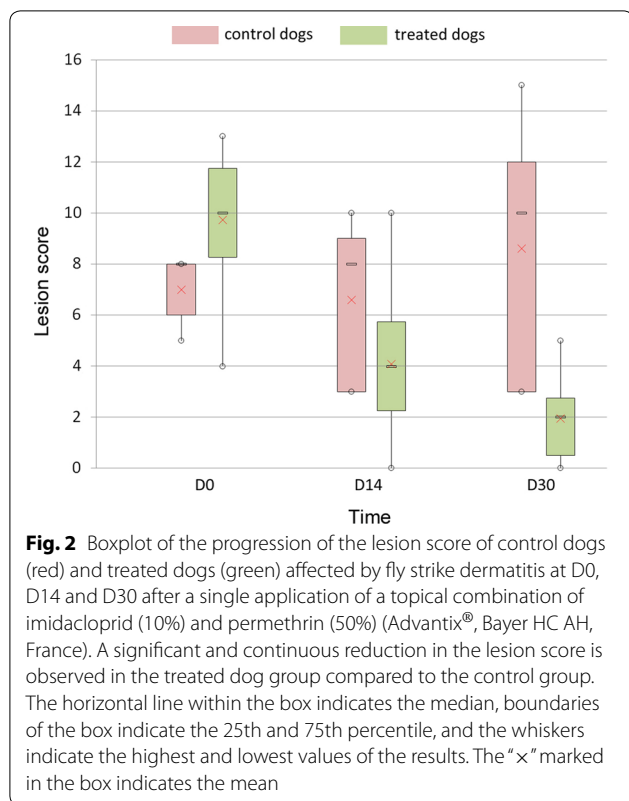 control dogs treated dogs
16
14
12
10
8
6
4
2
0
Lesion score
D0 D14 D30
Time
Fig. 2 Boxplot of the progression of the lesion score of control dogs
(red) and treated dogs (green) affected by fly strike dermatitis at D0,
D14 and D30 after a single application of a topical combination of
imidacloprid (10%) and permethrin (50%) (Advantix®, Bayer HC AH,
France). A significant and continuous reduction in the lesion score is
observed in the treated dog group compared to the control group.
The horizontal line within the box indicates the median, boundaries
of the box indicate the 25th and 75th percentile, and the whiskers
indicate the highest and lowest values of the results. The “×” marked
in the box indicates the mean